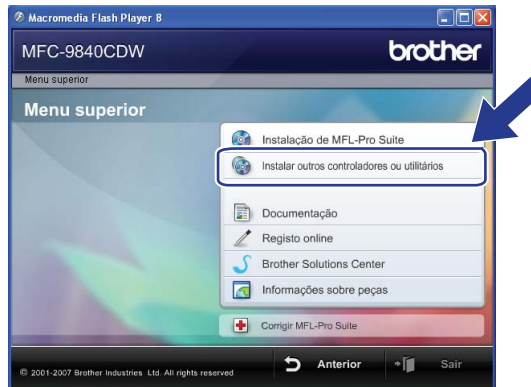 Macromedia Flash Player 8
MFC-9840CDW
brother
Menu superior
Menu superior
Instalação de MFL-Pro Suite
Instalar outros controladores ou utilitários
Documentação
Registo online
Brother Solutions Center
Informações sobre peças
Corrigir MFL-Pro Suite
© 2001-2007 Brother Industries Ltd. All rights reserved
Anterior
Sair